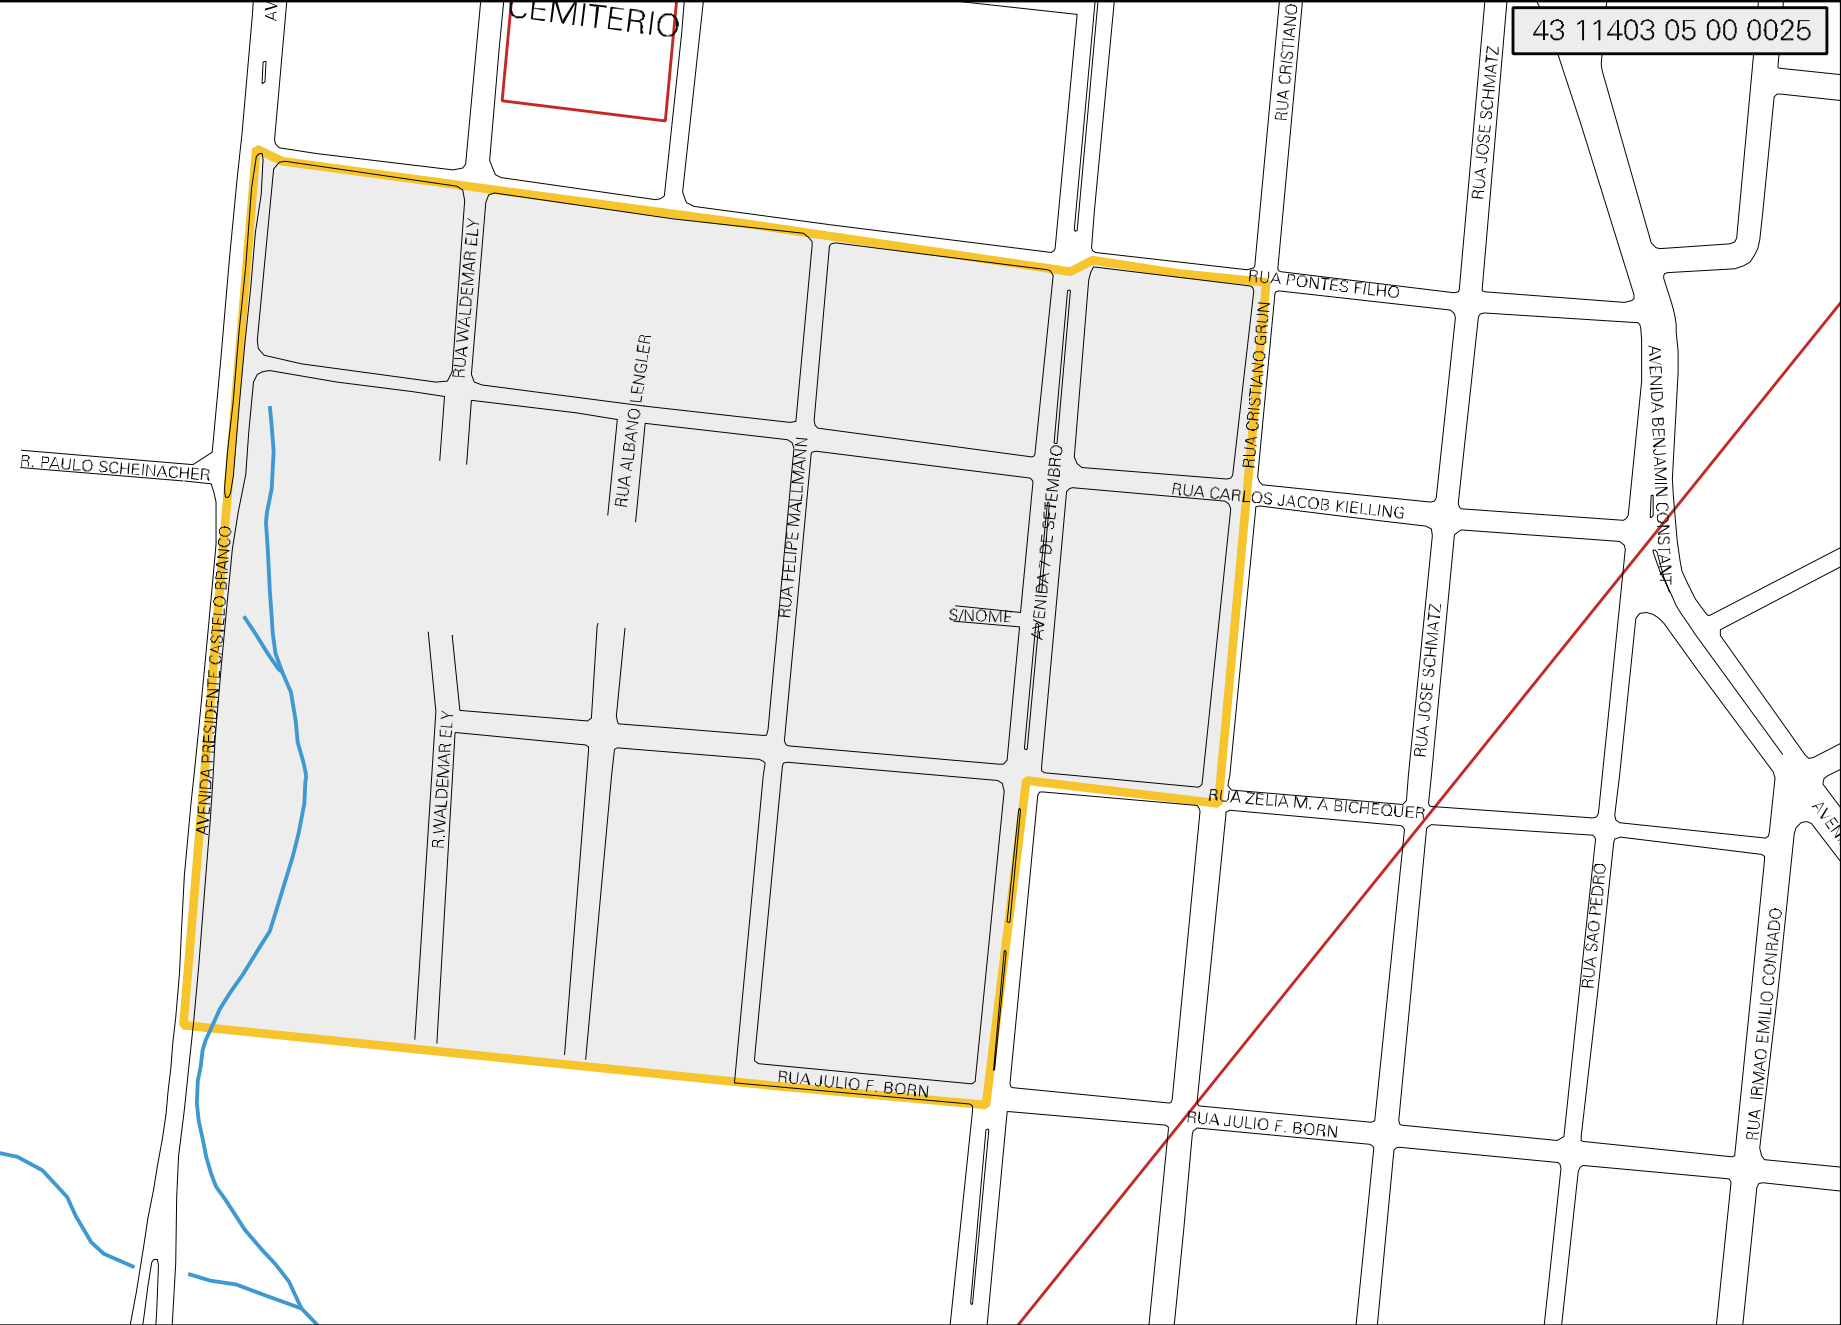 AV
CEMITERIO
RUA CRISTIANO
RUA JOSE SCHMATZ
43 11403 05 00 0025
RUA PONTES FILHO
RUA WALDEMAR ELY
RUA ALBANO LENGLER
RUA CRISTIANO GRUN
AVENIDA BENJAMIN CONSTANT
R. PAULO SCHEINACHER
RUA FELIPE MALLMANN
AVENIDA 7 DE SETEMBRO
RUA CARLOS JACOB KIELLING
AVENIDA PRESIDENTE CASTELO BRANCO
S/NOME
RUA JOSE SCHMATZ
R.WALDEMAR ELY
RUA ZELIA M. A BICHEQUER
AVEN
RUA SAO PEDRO
RUA IRMAO EMILIO CONRADO
RUA JULIO F. BORN
RUA JULIO F. BORN